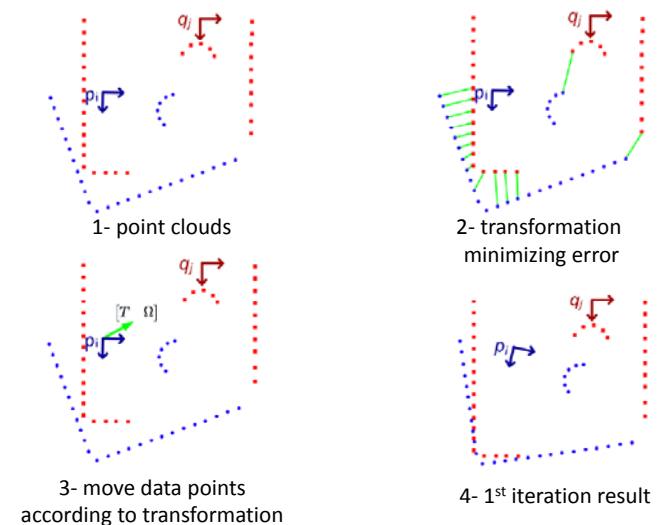 qj
pi
1- point clouds
qj
pi
2- transformation
minimizing error
qj
[T Ω]
pi
3- move data points
according to transformation
qj
pi
4- 1st iteration result